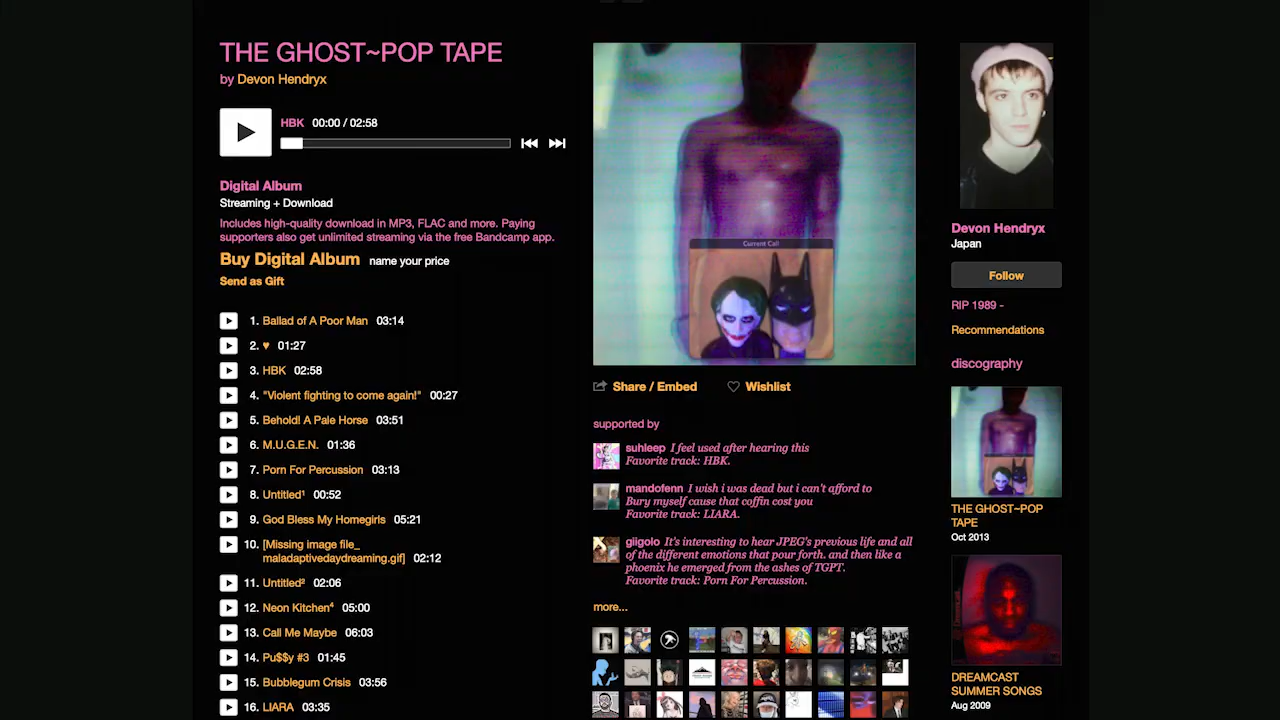 THE GHOST~POP TAPE
by Devon Hendryx
HBK 00:00 / 02:58
Digital Album
Streaming + Download
Includes high-quality download in MP3, FLAC and more. Paying
supporters also get unlimited streaming via the free Bandcamp app.
Buy Digital Album name your price
Send as Gift
1. Ballad of A Poor Man 03:14
2. ♥ 01:27
3. HBK 02:58
4. "Violent fighting to come again!" 00:27
5. Behold! A Pale Horse 03:51
6. M.U.G.E.N. 01:36
7. Porn For Percussion 03:13
8. Untitled¹ 00:52
9. God Bless My Homegirls 05:21
10. [Missing image file_
maladaptivedaydreaming.gif] 02:12
11. Untitled² 02:06
12. Neon Kitchen⁴ 05:00
13. Call Me Maybe 06:03
14. Pu$$y #3 01:45
15. Bubblegum Crisis 03:56
16. LIARA 03:35
Current Call
Share / Embed
Wishlist
supported by
suhleep I feel used after hearing this
Favorite track: HBK.
mandofenn I wish i was dead but i can't afford to
Bury myself cause that coffin cost you
Favorite track: LIARA.
giigolo It's interesting to hear JPEG's previous life and all
of the different emotions that pour forth. and then like a
phoenix he emerged from the ashes of TGPT.
Favorite track: Porn For Percussion.
more...
Devon Hendryx
Japan
Follow
RIP 1989 -
Recommendations
discography
THE GHOST~POP
TAPE
Oct 2013
DREAMCAST
SUMMER SONGS
Aug 2009